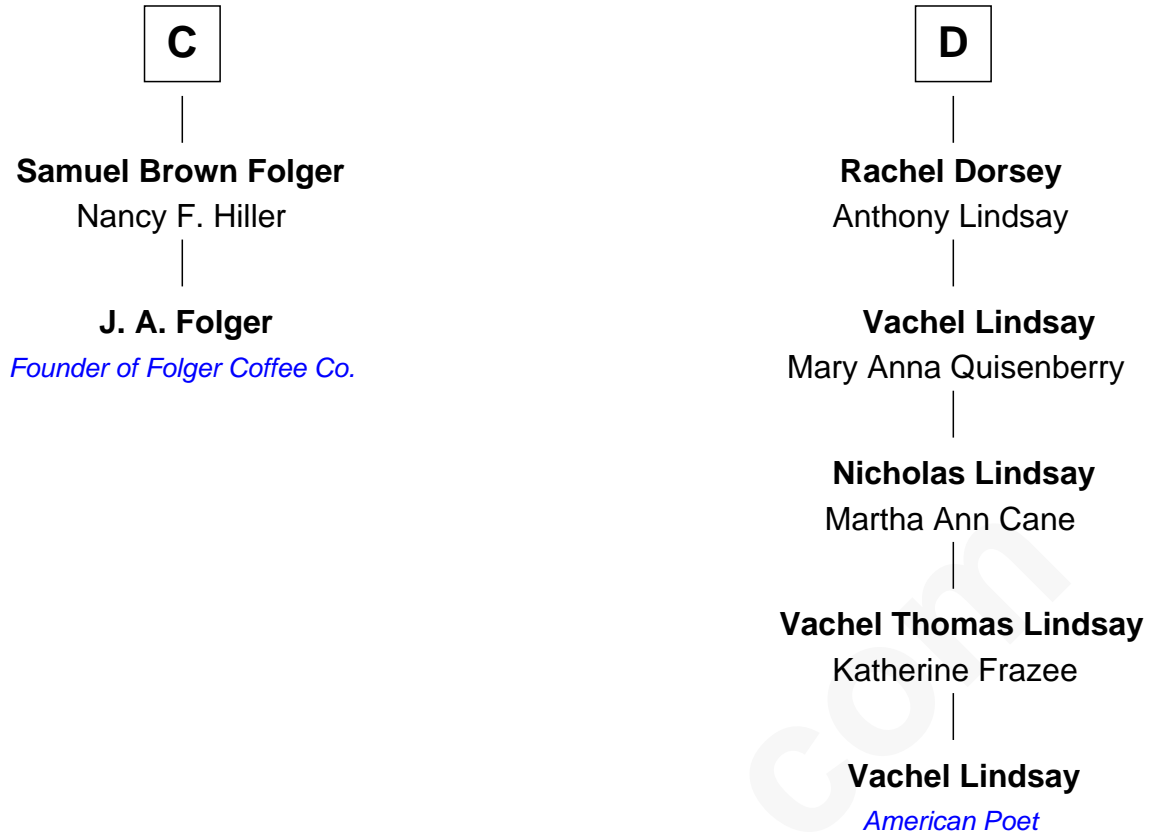 C
Samuel Brown Folger
Nancy F. Hiller
J. A. Folger
Founder of Folger Coffee Co.
D
Rachel Dorsey
Anthony Lindsay
Vachel Lindsay
Mary Anna Quisenberry
Nicholas Lindsay
Martha Ann Cane
Vachel Thomas Lindsay
Katherine Frazee
Vachel Lindsay
American Poet
com